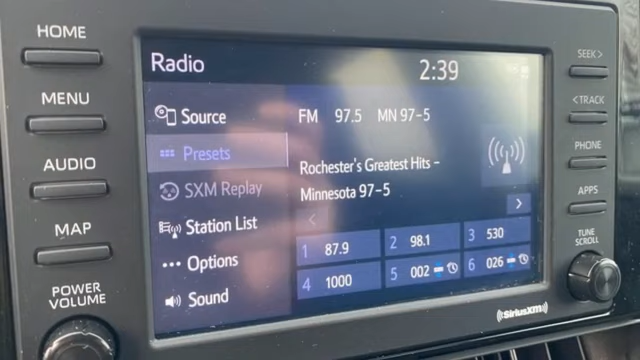 HOME
MENU
AUDIO
MAP
POWER
VOLUME
Radio
2:39
Source
Presets
SXM Replay
Station List
Options
Sound
FM 97.5 MN 97-5
Rochester's Greatest Hits -
Minnesota 97-5
1 87.9
2 98.1
3 530
4 1000
5 002
6 026
SEEK >
< TRACK
PHONE
APPS
TUNE
SCROLL
SiriusXM